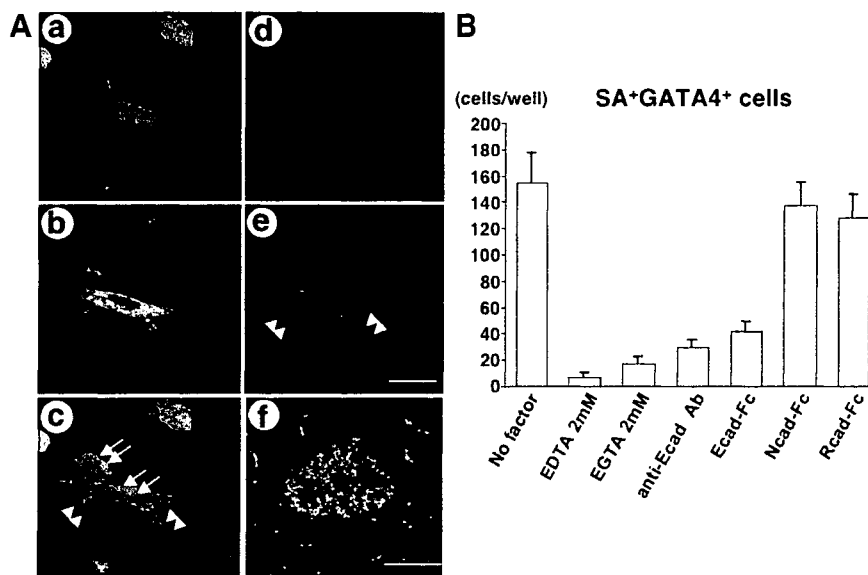 A
a
d
b
e
c
f
B
(cells/well)
SA+GATA4+ cells
200
180
160
140
120
100
80
60
40
20
0
No factor
EDTA 2mM
EGTA 2mM
anti-Ecad Ab
Ecad-Fc
Ncad-Fc
Rcad-Fc